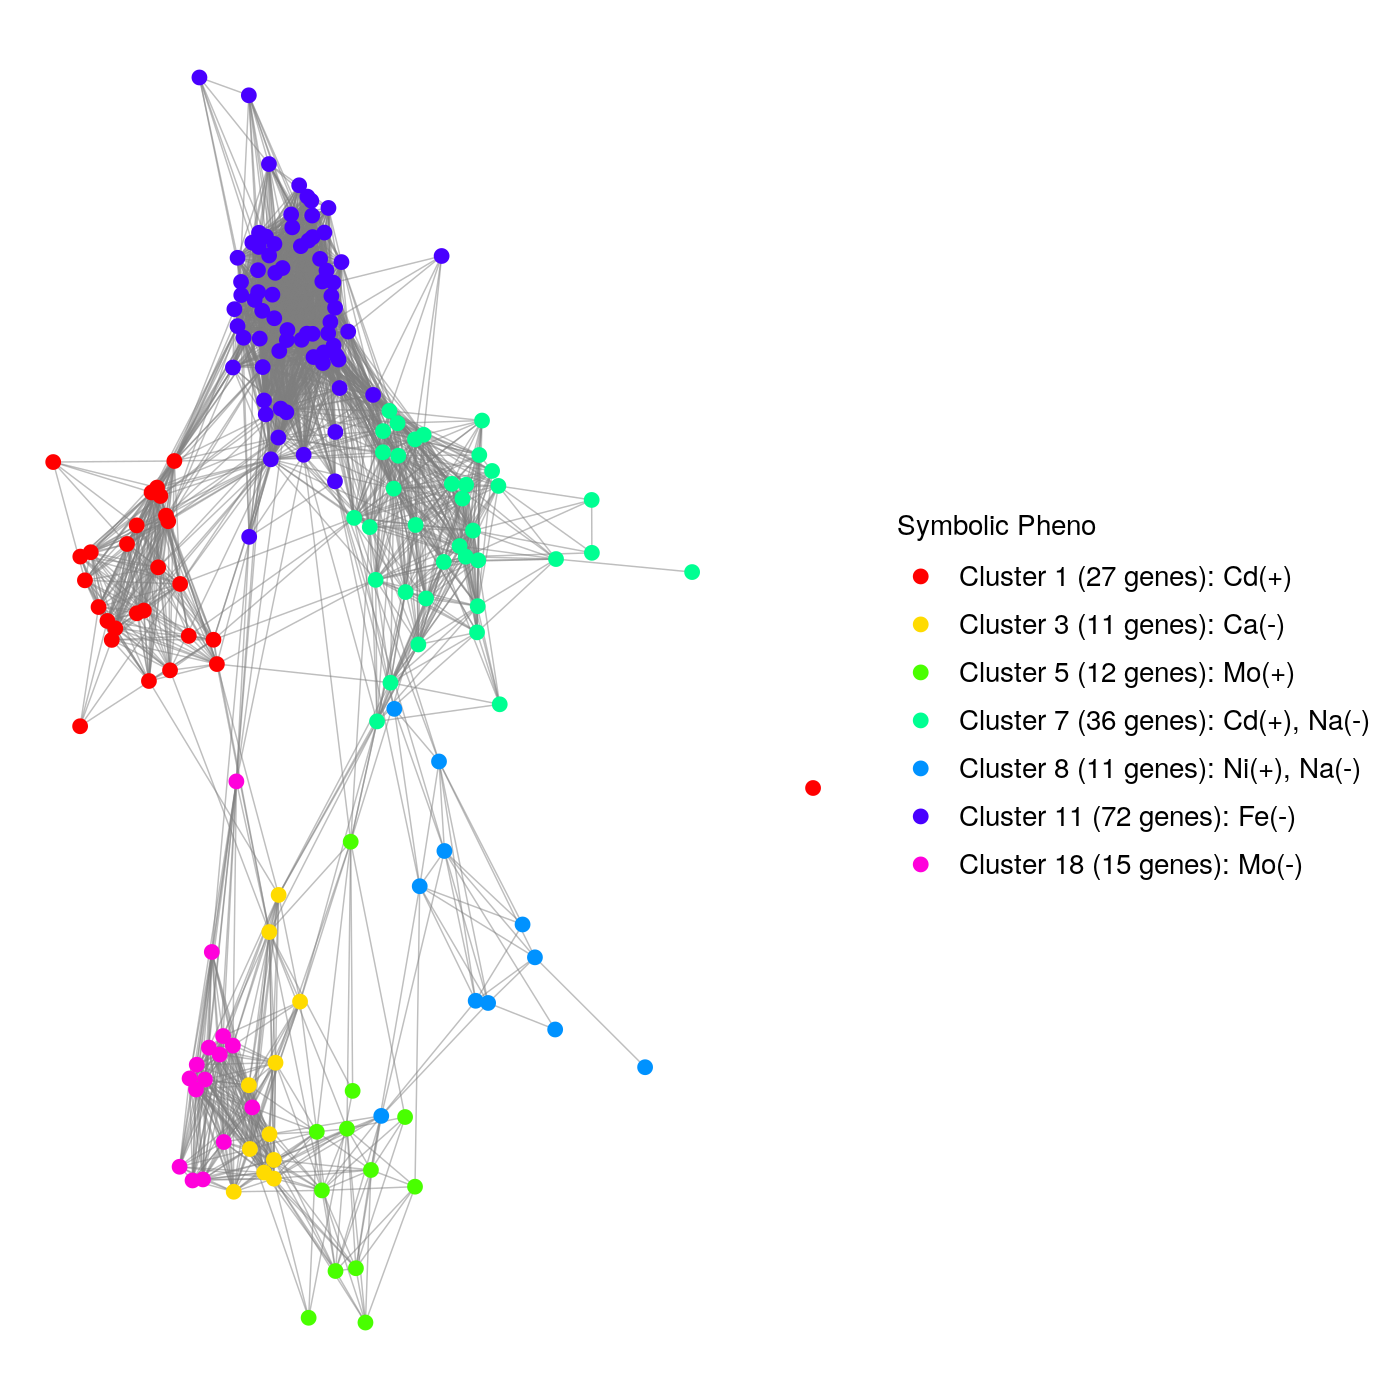 Symbolic Pheno
Cluster 1 (27 genes): Cd(+)
Cluster 3 (11 genes): Ca(-)
Cluster 5 (12 genes): Mo(+)
Cluster 7 (36 genes): Cd(+), Na(-)
Cluster 8 (11 genes): Ni(+), Na(-)
Cluster 11 (72 genes): Fe(-)
Cluster 18 (15 genes): Mo(-)